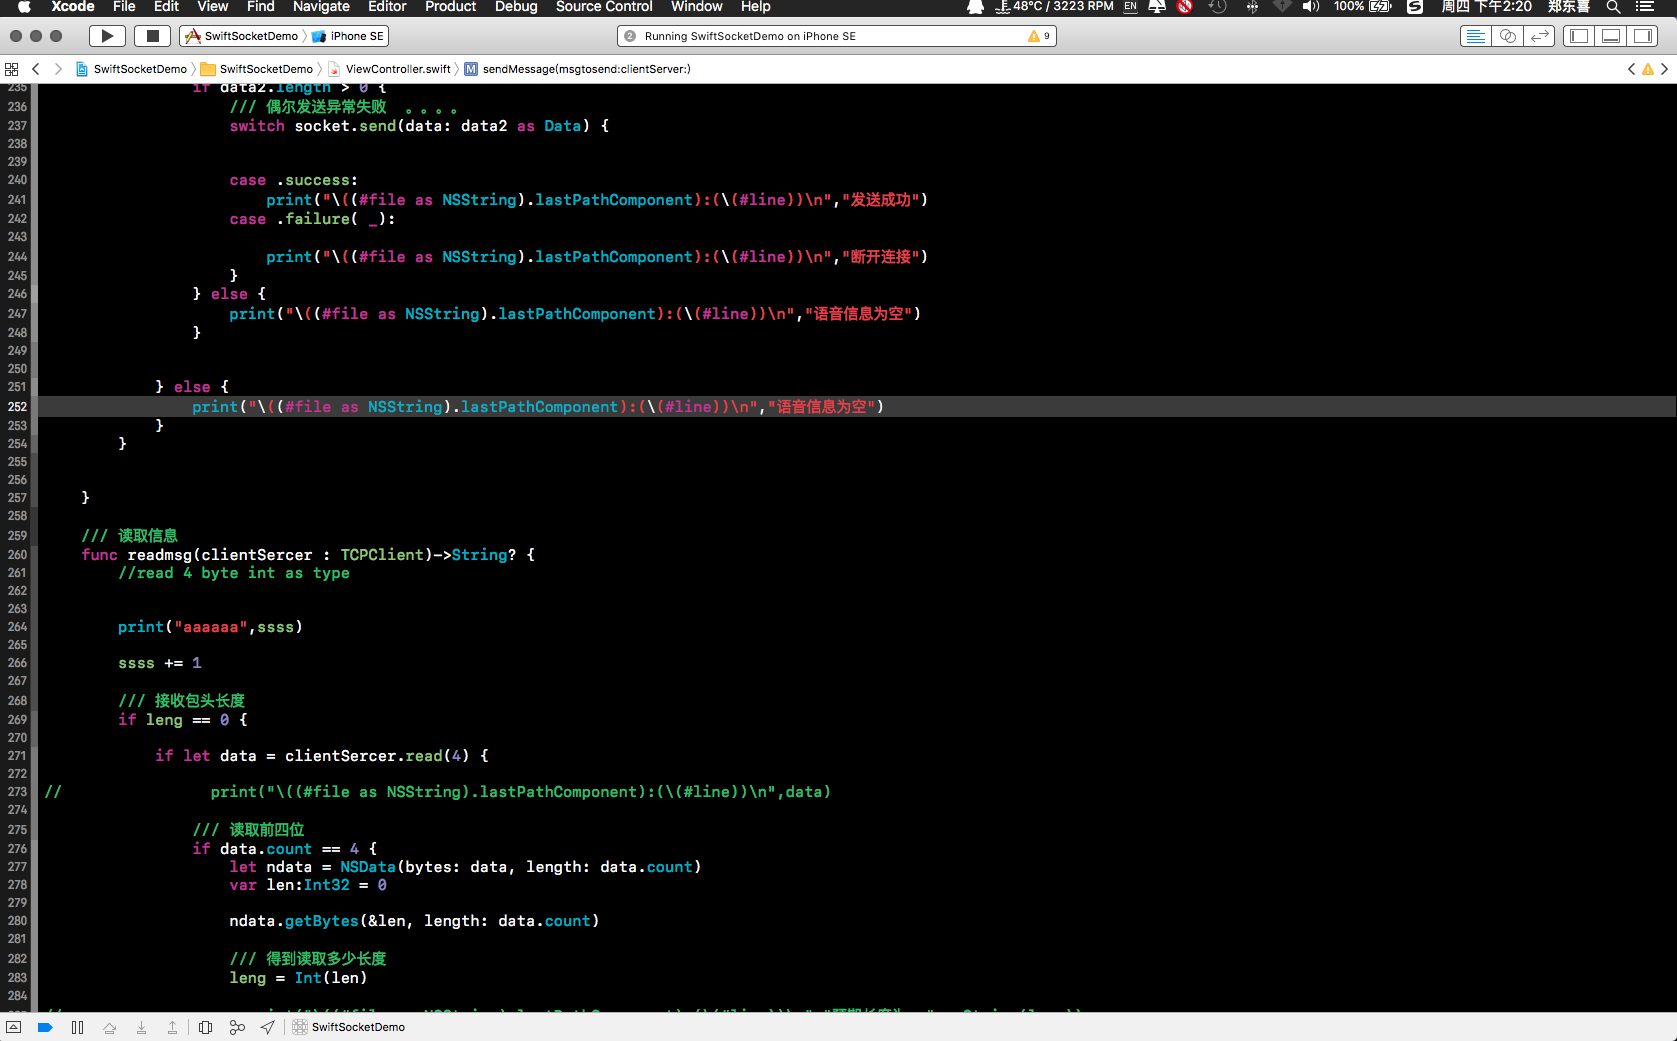 Xcode File Edit View Find Navigate Editor Product Debug Source Control Window Help 48°C / 3223 RPM EN 100% 周四 下午2:20 郑东喜
SwiftSocketDemo 〉 iPhone SE 2 Running SwiftSocketDemo on iPhone SE 9
SwiftSocketDemo 〉 SwiftSocketDemo 〉 ViewController.swift 〉 M sendMessage(msgtosend:clientServer:)
235 if data2.length > 0 {
236 /// 偶尔发送异常失败 。。。。
237 switch socket.send(data: data2 as Data) {
238
239
240 case .success:
241 print("\((#file as NSString).lastPathComponent):(\(#line))\n","发送成功")
242 case .failure( _):
243
244 print("\((#file as NSString).lastPathComponent):(\(#line))\n","断开连接")
245 }
246 } else {
247 print("\((#file as NSString).lastPathComponent):(\(#line))\n","语音信息为空")
248 }
249
250
251 } else {
252 print("\((#file as NSString).lastPathComponent):(\(#line))\n","语音信息为空")
253 }
254 }
255
256
257 }
258
259 /// 读取信息
260 func readmsg(clientSercer : TCPClient)->String? {
261 //read 4 byte int as type
262
263
264 print("aaaaaa",ssss)
265
266 ssss += 1
267
268 /// 接收包头长度
269 if leng == 0 {
270
271 if let data = clientSercer.read(4) {
272
273 // print("\((#file as NSString).lastPathComponent):(\(#line))\n",data)
274
275 /// 读取前四位
276 if data.count == 4 {
277 let ndata = NSData(bytes: data, length: data.count)
278 var len:Int32 = 0
279
280 ndata.getBytes(&len, length: data.count)
281
282 /// 得到读取多少长度
283 leng = Int(len)
284
SwiftSocketDemo